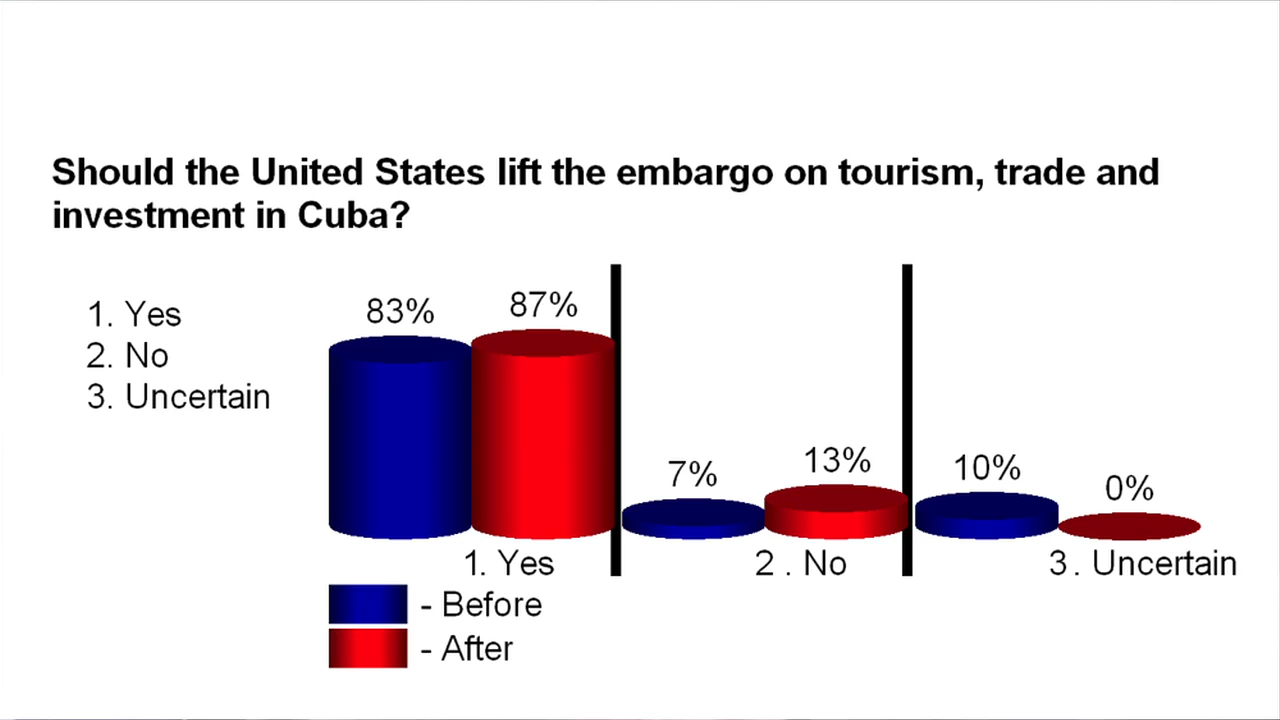 Should the United States lift the embargo on tourism, trade and
investment in Cuba?
1. Yes
2. No
3. Uncertain
83%
87%
7%
13%
10%
0%
1. Yes
2 . No
3. Uncertain
- Before
- After